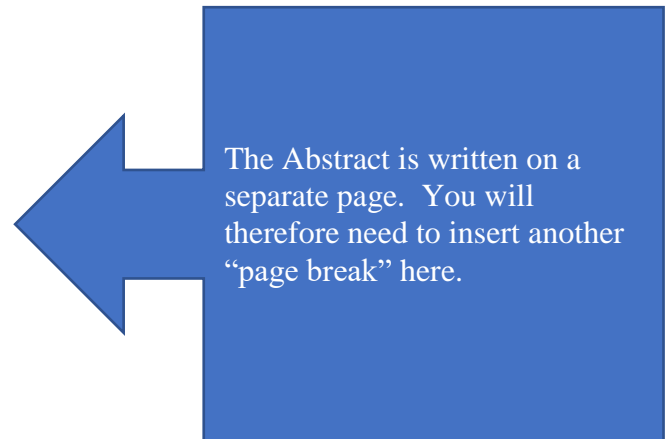 The Abstract is written on a
separate page.  You will
therefore need to insert another
“page break” here.